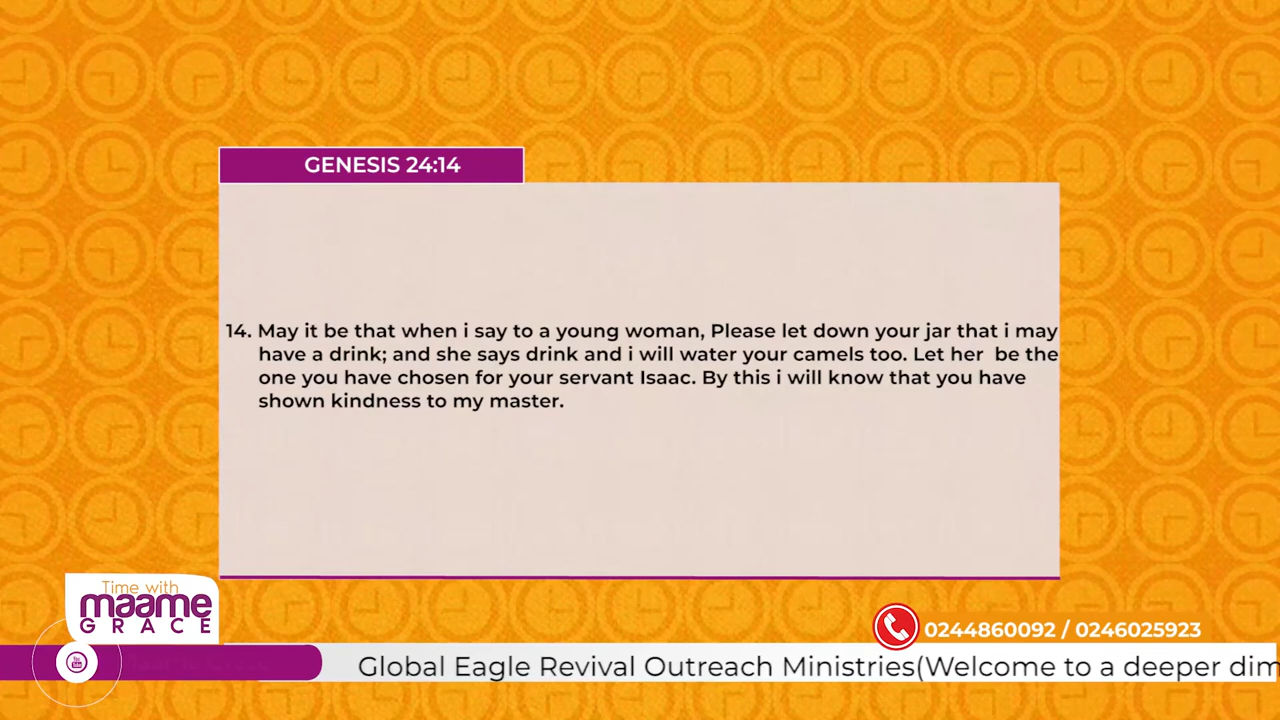 GENESIS 24:14
14. May it be that when i say to a young woman, Please let down your jar that i may
have a drink; and she says drink and i will water your camels too. Let her be the
one you have chosen for your servant Isaac. By this i will know that you have
shown kindness to my master.
Time with
maame
GRACE
0244860092 / 0246025923
Global Eagle Revival Outreach Ministries(Welcome to a deeper dim